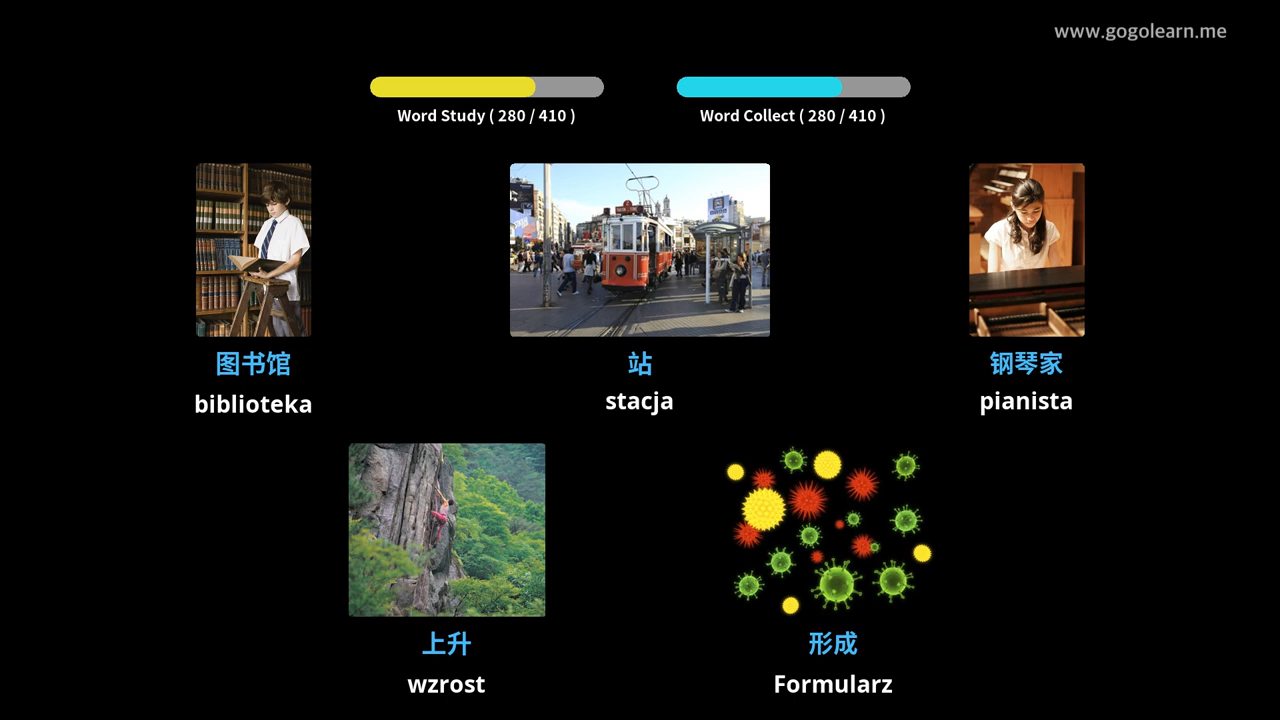 www.gogolearn.me
Word Study ( 280 / 410 )
Word Collect ( 280 / 410 )
图书馆
站
钢琴家
biblioteka
stacja
pianista
上升
形成
wzrost
Formularz